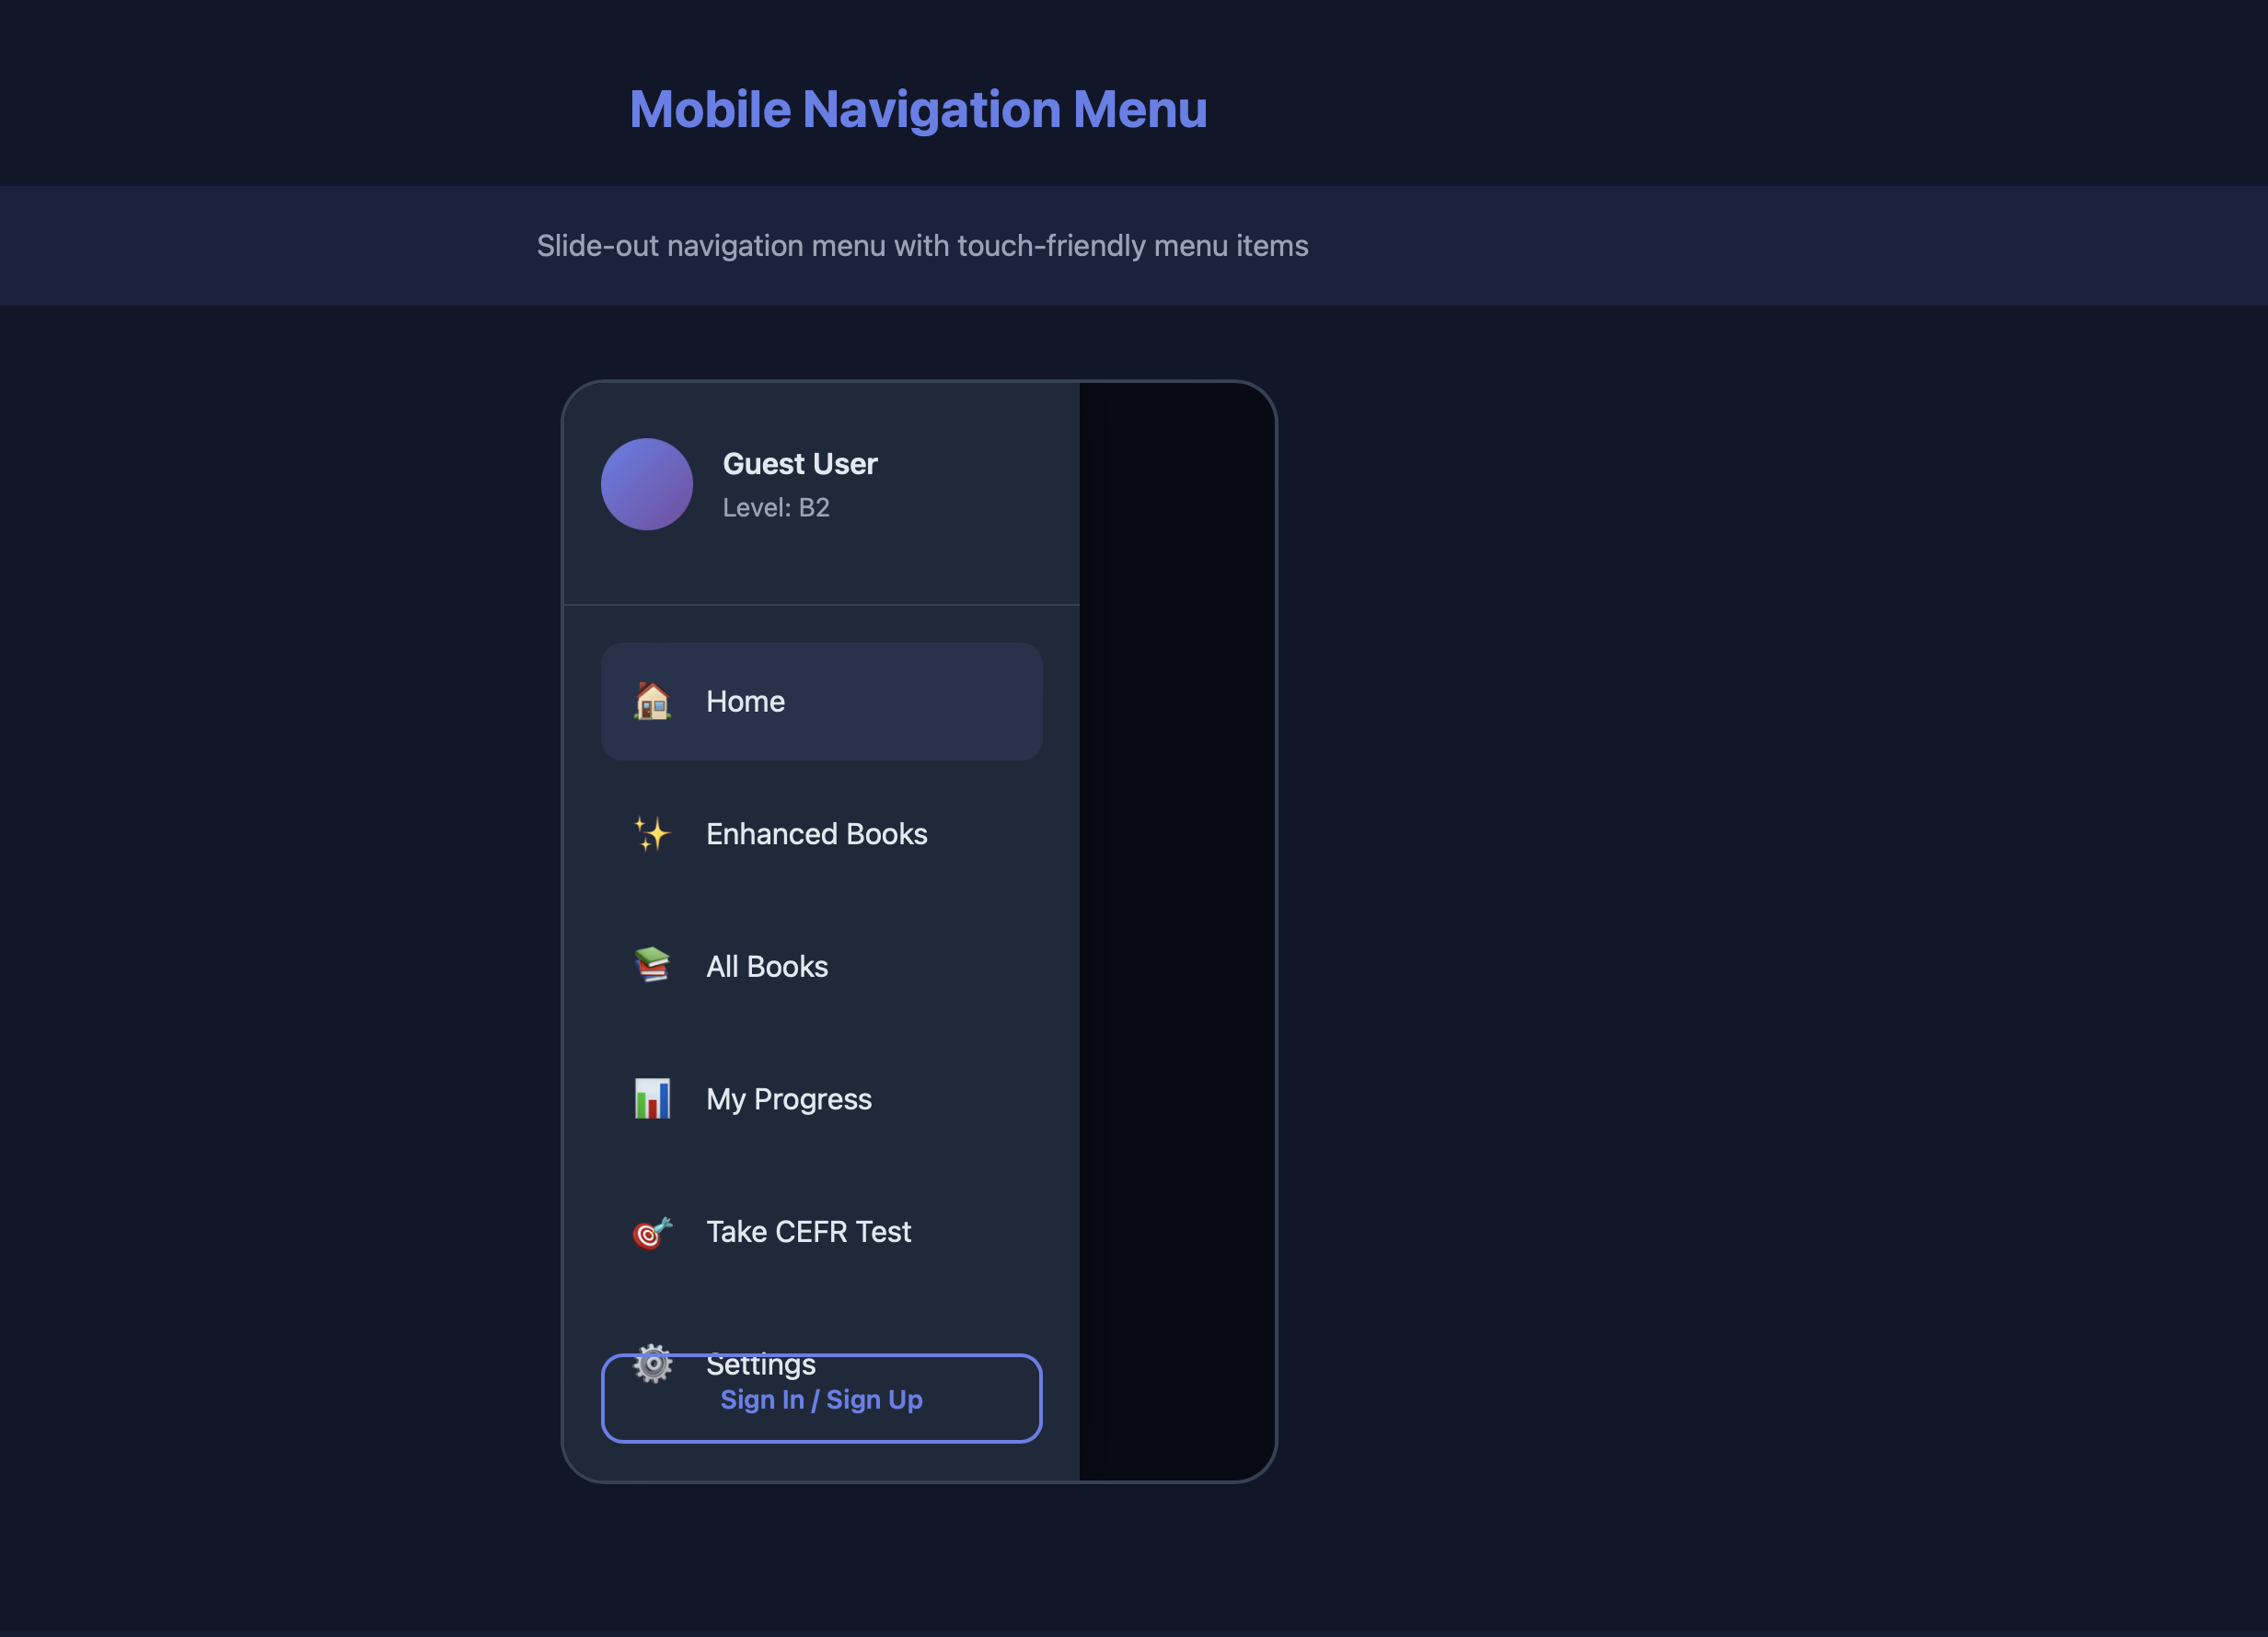 Mobile Navigation Menu
Slide-out navigation menu with touch-friendly menu items
Guest User
Level: B2
Home
Enhanced Books
All Books
My Progress
Take CEFR Test
Settings
Sign In / Sign Up